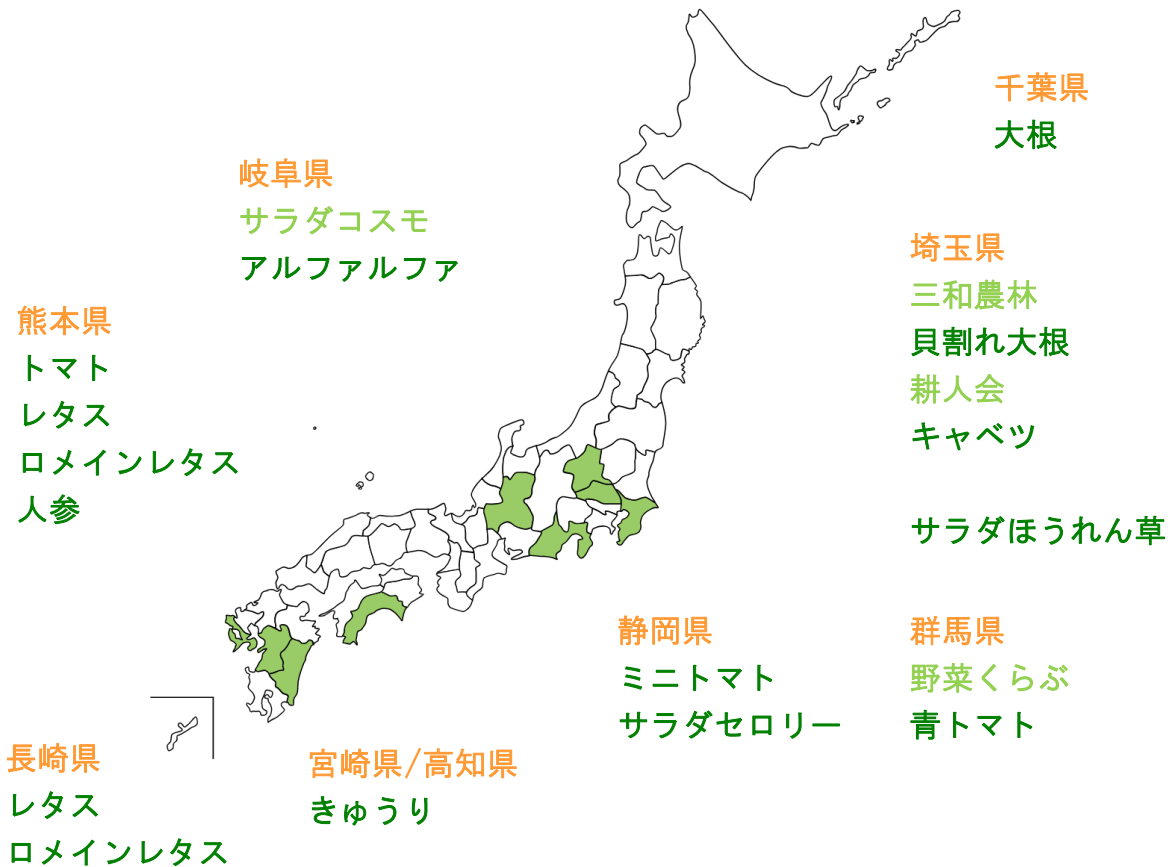 千葉県
大根
岐阜県
サラダコスモ
アルファルファ
埼玉県
三和農林
貝割れ大根
耕人会
キャベツ
サラダほうれん草
熊本県
トマト
レタス
ロメインレタス
人参
静岡県
ミニトマト
サラダセロリー
群馬県
野菜くらぶ
青トマト
長崎県
レタス
ロメインレタス
宮崎県/高知県
きゅうり